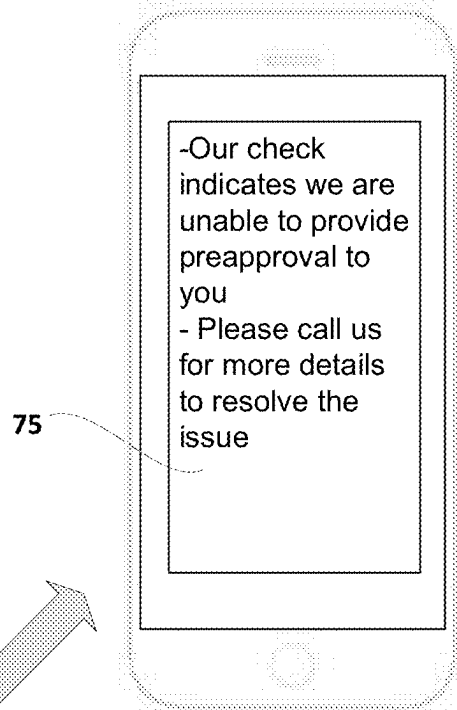 -Our check
indicates we are
unable to provide
preapproval to
you
- Please call us
for more details
to resolve the
issue
75